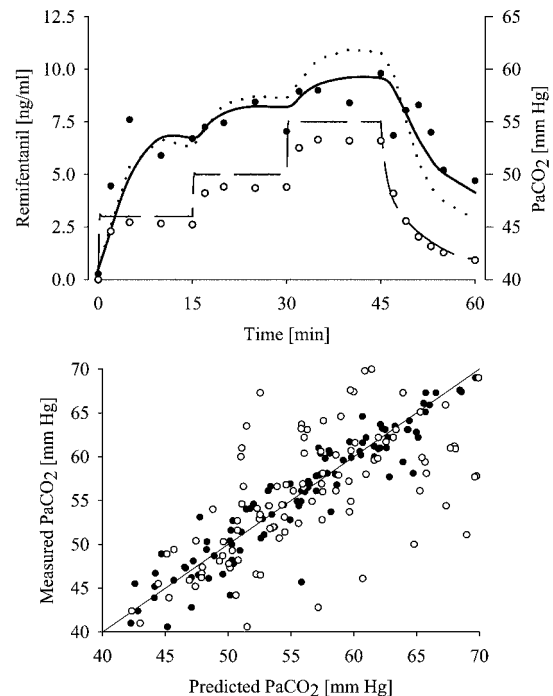 12.5
10.0
7.5
5.0
2.5
0.0
Remifentanil [ng/ml]
65
60
55
50
45
40
PaCO2 [mm Hg]
0 15 30 45 60
Time [min]
70
65
60
55
50
45
40
Measured PaCO2 [mm Hg]
40 45 50 55 60 65 70
Predicted PaCO2 [mm Hg]